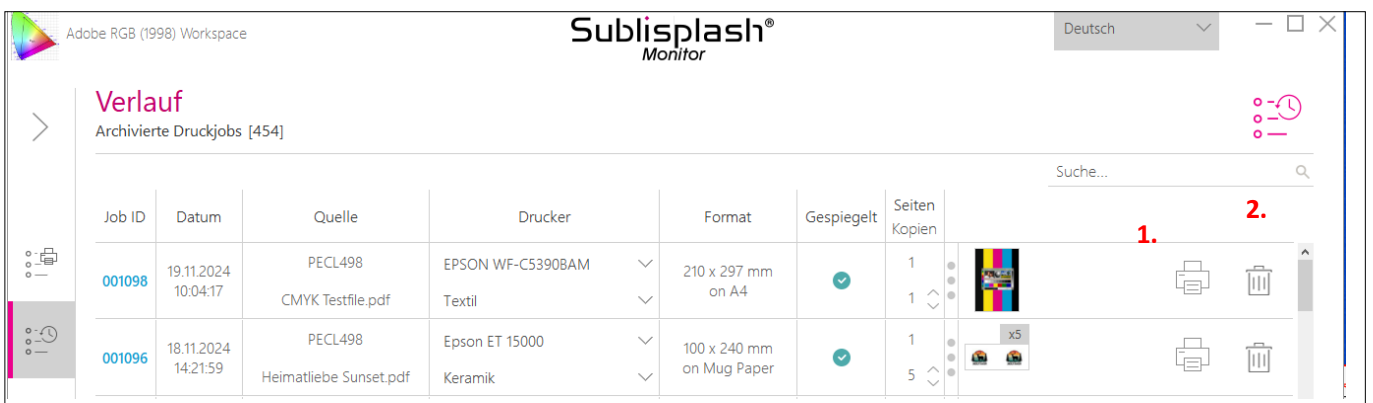 Adobe RGB (1998) Workspace
Sublisplash®
Monitor
Deutsch
Verlauf
Archivierte Druckjobs [454]
Suche...
Job ID
Datum
Quelle
Drucker
Format
Gespiegelt
Seiten
Kopien
1.
2.
001098
19.11.2024
10:04:17
PECL498
CMYK Testfile.pdf
EPSON WF-C5390BAM
Textil
210 x 297 mm
on A4
1
1
001096
18.11.2024
14:21:59
PECL498
Heimatliebe Sunset.pdf
Epson ET 15000
Keramik
100 x 240 mm
on Mug Paper
1
5
x5